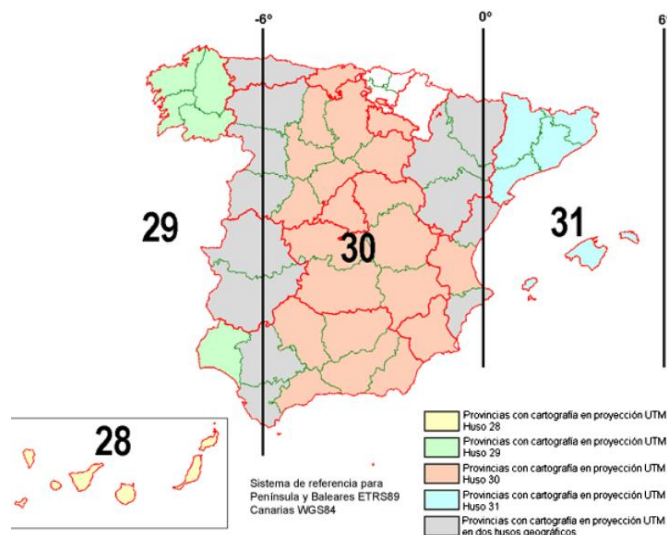 -6º
0º
6º
29
30
31
28
Sistema de referencia para
Península y Baleares ETRS89
Canarias WGS84
Provincias con cartografía en proyección UTM
Huso 28
Provincias con cartografía en proyección UTM
Huso 29
Provincias con cartografía en proyección UTM
Huso 30
Provincias con cartografía en proyección UTM
Huso 31
Provincias con cartografía en proyección UTM
en dos husos geográficos